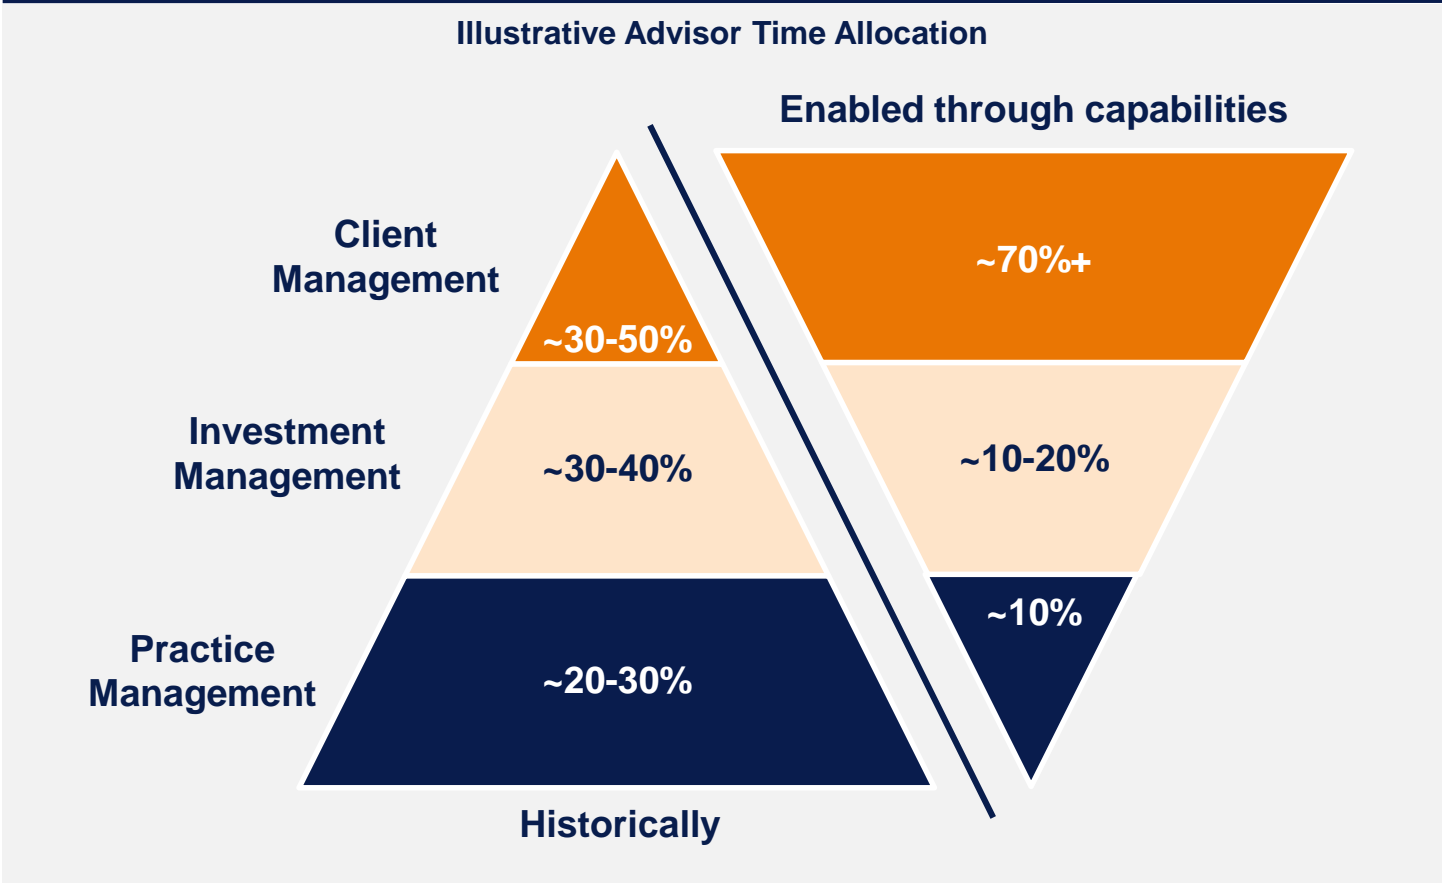 Illustrative Advisor Time Allocation
Enabled through capabilities
Client
Management
~30-50%
~70%+
Investment
Management
~30-40%
~10-20%
Practice
Management
~20-30%
~10%
Historically